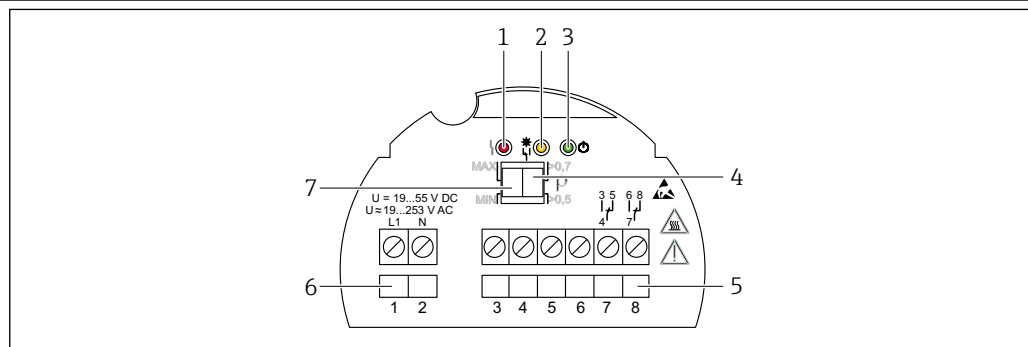 1 2 3
MAX >0,7
7 ρ 4
MIN >0,5
U = 19...55 V DC
U ≈ 19...253 V AC
L1 N
3 5 6 8
4 7
6 5
1 2 3 4 5 6 7 8